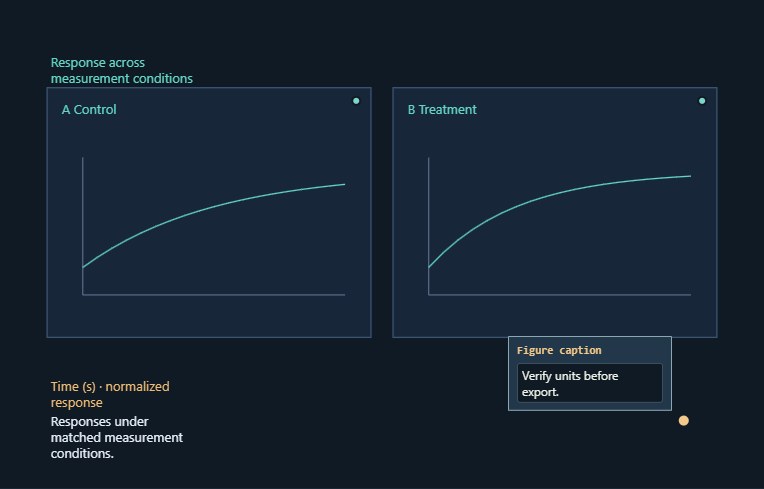 Response across
measurement conditions
A Control
B Treatment
Figure caption
Verify units before
export.
Time (s) · normalized
response
Responses under
matched measurement
conditions.